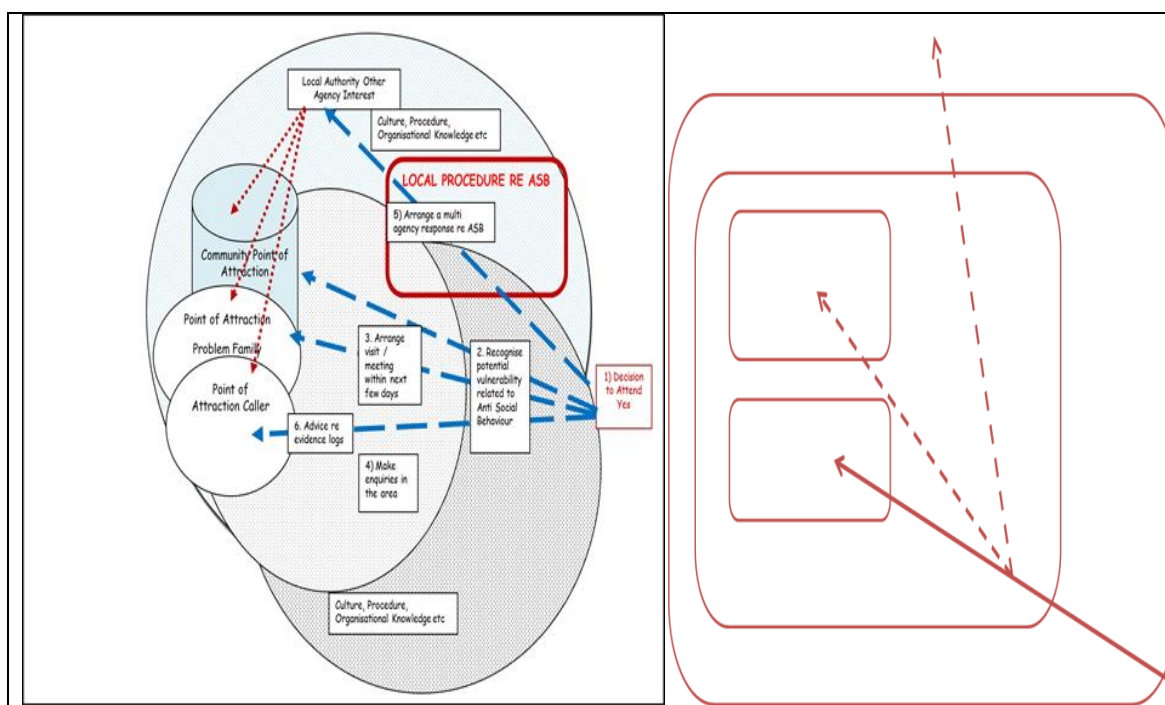 Local Authority Other
Agency Interest
Culture, Procedure,
Organisational Knowledge etc
LOCAL PROCEDURE RE ASB
5) Arrange a multi
agency response re ASB
Community Point of
Attraction
Point of Attraction
Problem Family
Point of
Attraction Caller
3. Arrange
visit /
meeting
within next
few days
2. Recognise
potential
vulnerability
related to
Anti Social
Behaviour
1) Decision
to Attend
Yes
6. Advice re
evidence logs
4) Make
enquiries in
the area
Culture, Procedure,
Organisational Knowledge etc